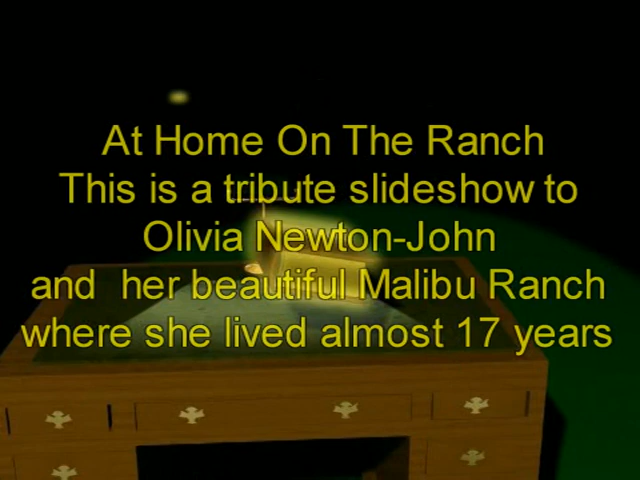 At Home On The Ranch
This is a tribute slideshow to
Olivia Newton-John
and  her beautiful Malibu Ranch
where she lived almost 17 years